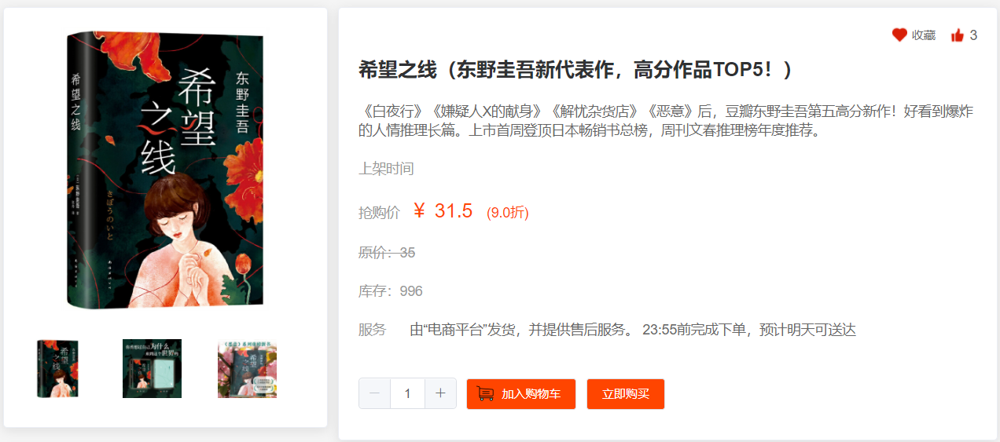 希望之线
东野圭吾
希望
之线
きぼうのいと
收藏 3
希望之线（东野圭吾新代表作，高分作品TOP5！）
《白夜行》《嫌疑人X的献身》《解忧杂货店》《恶意》后，豆瓣东野圭吾第五高分新作！好看到爆炸
的人情推理长篇。上市首周登顶日本畅销书总榜，周刊文春推理榜年度推荐。
上架时间
抢购价 ¥ 31.5 (9.0折)
原价：35
库存：996
服务 由“电商平台”发货，并提供售后服务。 23:55前完成下单，预计明天可送达
− 1 + 加入购物车 立即购买